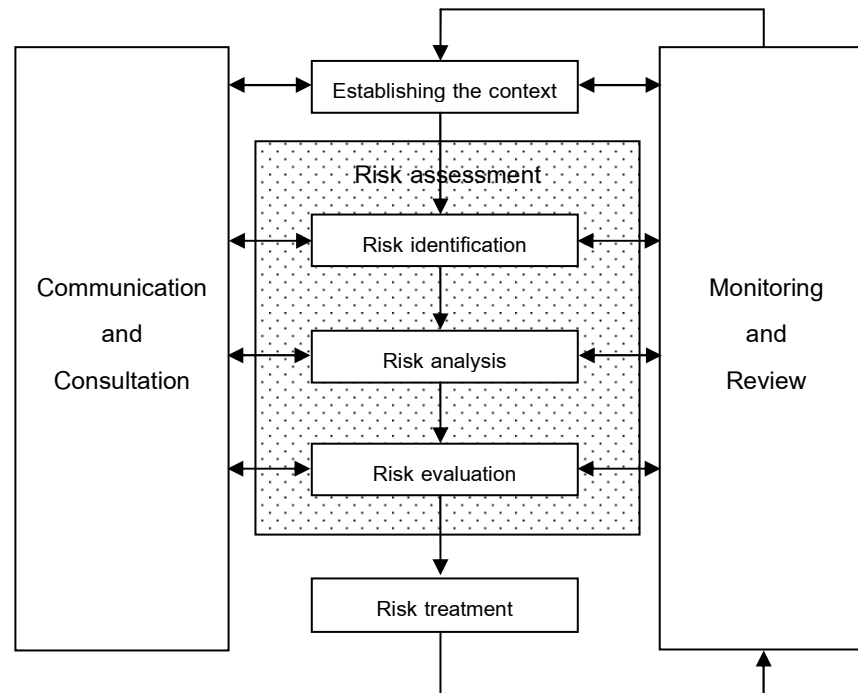 Establishing the context
Risk assessment
Risk identification
Communication
and
Consultation
Monitoring
and
Review
Risk analysis
Risk evaluation
Risk treatment